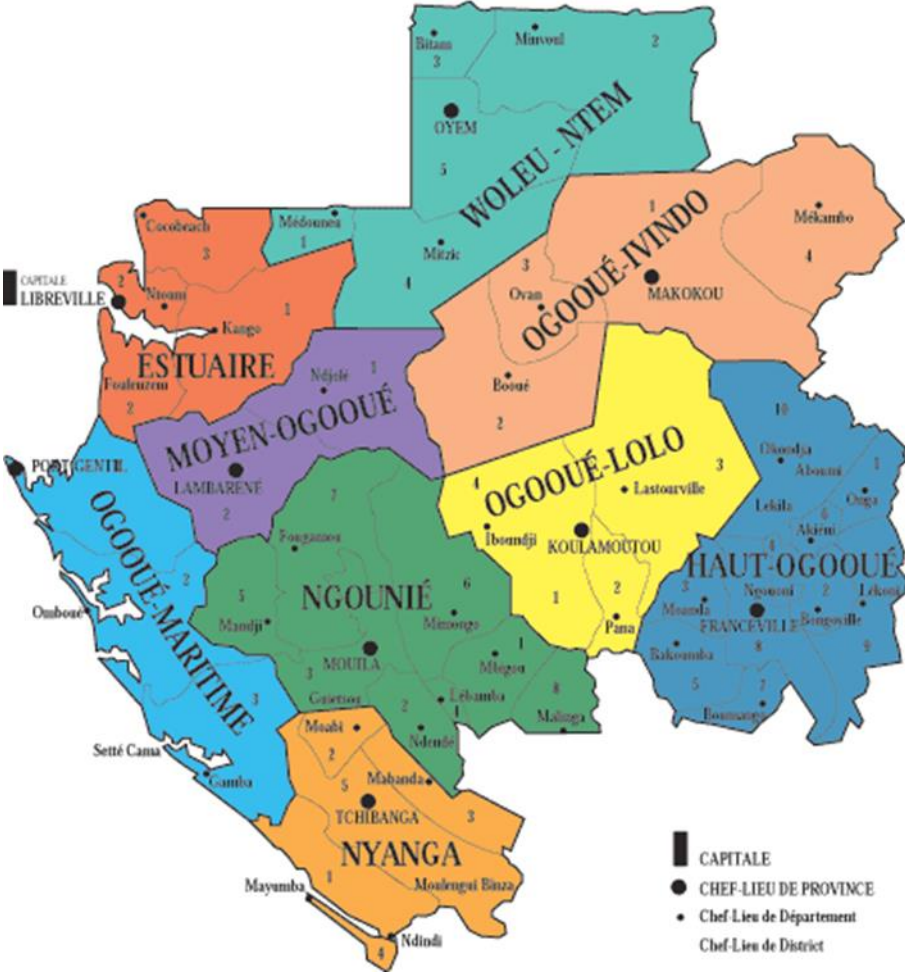 Bitam
Minvoul
2
3
OYEM
WOLEU - NTEM
5
Cocobeach
Médouneu
1
3
Mitzic
4
1
Mékambo
4
OGOOUÉ-IVINDO
3
Ovan
MAKOKOU
CAPITALE
LIBREVILLE
2
Ntoum
1
Kango
ESTUAIRE
Foulenzem
2
Ndjolé
1
Booué
2
MOYEN-OGOOUÉ
LAMBARENÉ
2
PORT-GENTIL
OGOOUÉ-LOLO
4
3
Lastourville
Iboundji
KOULAMOUTOU
1
2
Pana
10
Okondja
Aboumi
1
Lekila
Onga
6
Akiéni
4
HAUT-OGOOUÉ
Ngouoni
2
Lékoni
3
Moanda
FRANCEVILLE
Bongoville
Bakoumba
8
9
5
7
Boumango
7
Fougamou
NGOUNIÉ
6
5
Mandji
Mimongo
MOUILA
1
Mbigou
3
Guietsou
Lébamba
8
2
1
Malinga
Ndendé
OGOOUÉ-MARITIME
2
Omboué
3
Setté Cama
Gamba
Moabi
2
5
Mabanda
TCHIBANGA
3
NYANGA
1
Moulengui Binza
Mayumba
Ndindi
4
CAPITALE
CHEF-LIEU DE PROVINCE
Chef-Lieu de Département
Chef-Lieu de District